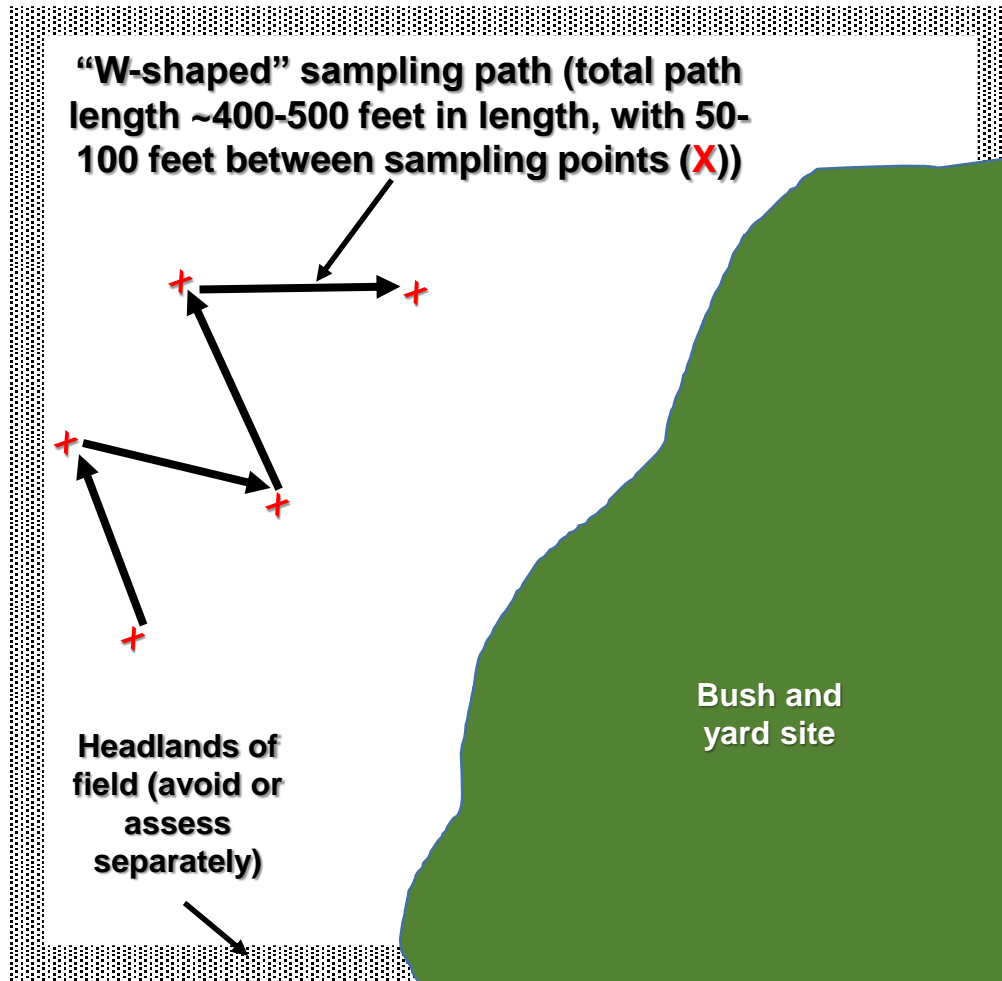 “W-shaped” sampling path (total path
length ~400-500 feet in length, with 50-
100 feet between sampling points (X))
X
X
X
X
X
Bush and
yard site
Headlands of
field (avoid or
assess
separately)